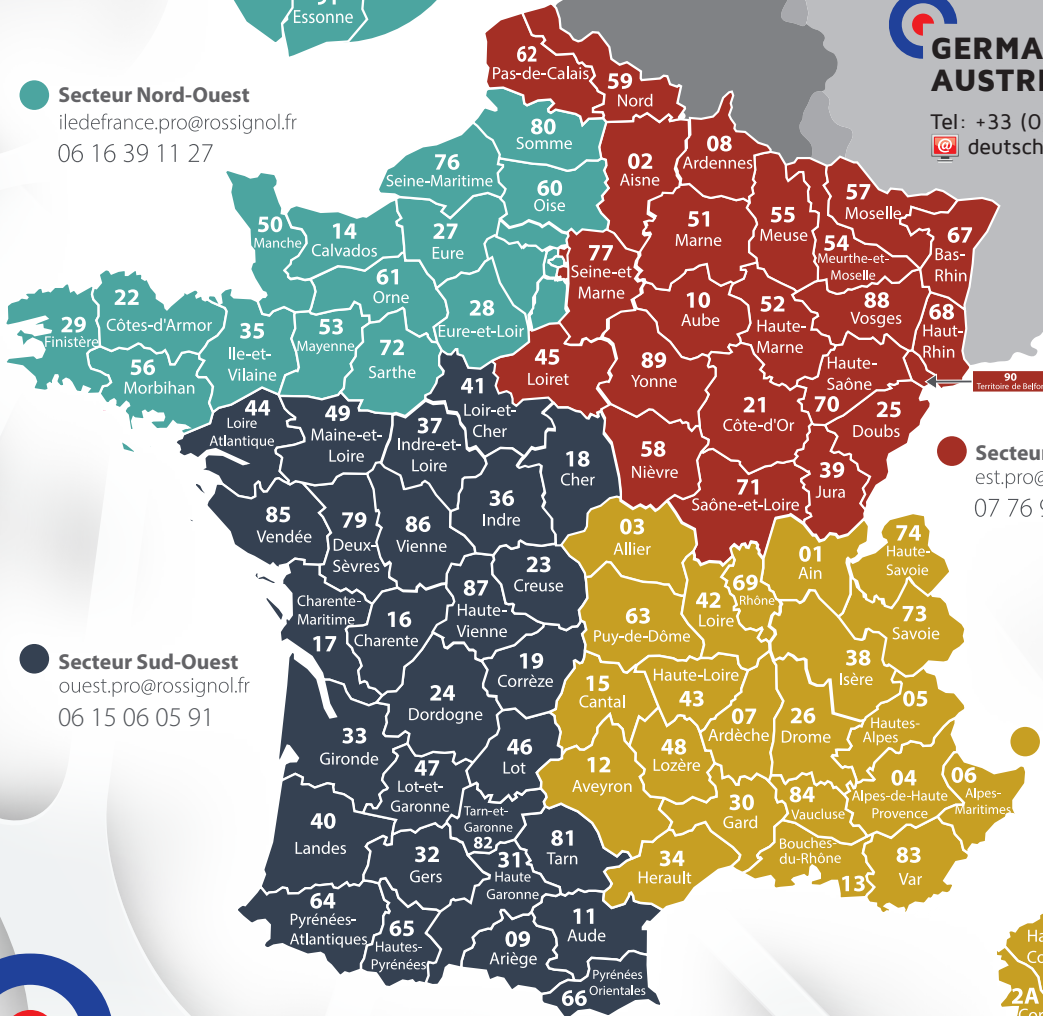 Essonne
Secteur Nord-Ouest
iledefrance.pro@rossignol.fr
06 16 39 11 27
62
Pas-de-Calais
59
Nord
80
Somme
76
Seine-Maritime
60
Oise
02
Aisne
08
Ardennes
50
Manche
14
Calvados
27
Eure
61
Orne
28
Eure-et-Loir
77
Seine-et
Marne
51
Marne
55
Meuse
57
Moselle
54
Meurthe-et-
Moselle
67
Bas-
Rhin
10
Aube
52
Haute-
Marne
88
Vosges
68
Haut-
Rhin
22
Côtes-d'Armor
29
Finistère
56
Morbihan
35
Ile-et-
Vilaine
53
Mayenne
72
Sarthe
45
Loiret
89
Yonne
21
Côte-d'Or
Haute-
Saône
70
25
Doubs
90
Territoire de Belfor
44
Loire
Atlantique
49
Maine-et-
Loire
37
Indre-et-
Loire
41
Loir-et-
Cher
18
Cher
58
Nièvre
71
Saône-et-Loire
39
Jura
85
Vendée
79
Deux-
Sèvres
86
Vienne
36
Indre
03
Allier
01
Ain
74
Haute-
Savoie
Charente-
Maritime
17
16
Charente
87
Haute-
Vienne
23
Creuse
63
Puy-de-Dôme
42
Loire
69
Rhône
73
Savoie
38
Isère
Secteur Sud-Ouest
ouest.pro@rossignol.fr
06 15 06 05 91
33
Gironde
24
Dordogne
19
Corrèze
15
Cantal
Haute-Loire
43
07
Ardèche
26
Drome
05
Hautes-
Alpes
47
Lot-et-
Garonne
46
Lot
12
Aveyron
48
Lozère
30
Gard
84
Vaucluse
04
Alpes-de-Haute
Provence
06
Alpes-
Maritimes
40
Landes
32
Gers
Tarn-et-
Garonne
82
31
Haute
Garonne
81
Tarn
34
Herault
Bouches-
du-Rhône
13
83
Var
64
Pyrénées-
Atlantiques
65
Hautes-
Pyrénées
09
Ariège
11
Aude
66
Pyrénées
Orientales
GERMA
AUSTRI
Tel: +33 (0
@ deutsch
Secteur
est.pro@
07 76 9
Ha
Co
2A
Cor